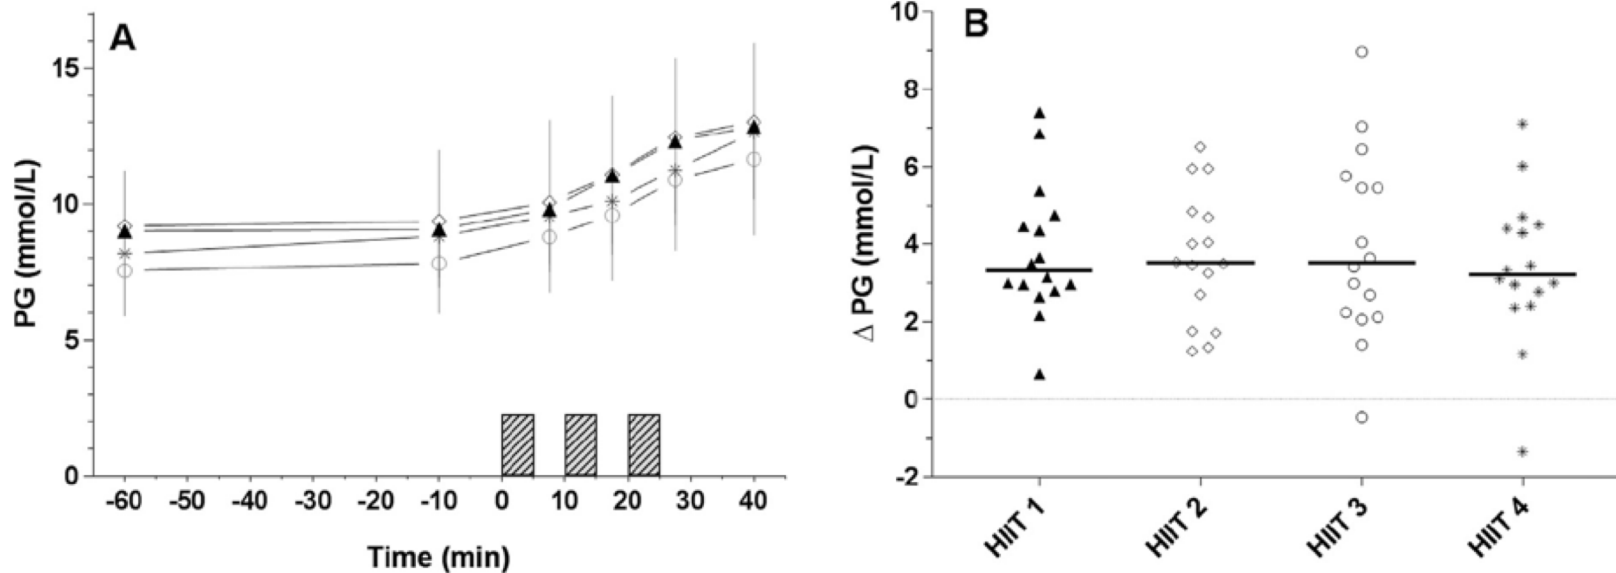 A
15
10
5
0
PG (mmol/L)
-60 -50 -40 -30 -20 -10 0 10 20 30 40
Time (min)
B
10
8
6
4
2
0
-2
Δ PG (mmol/L)
HIIT 1 HIIT 2 HIIT 3 HIIT 4